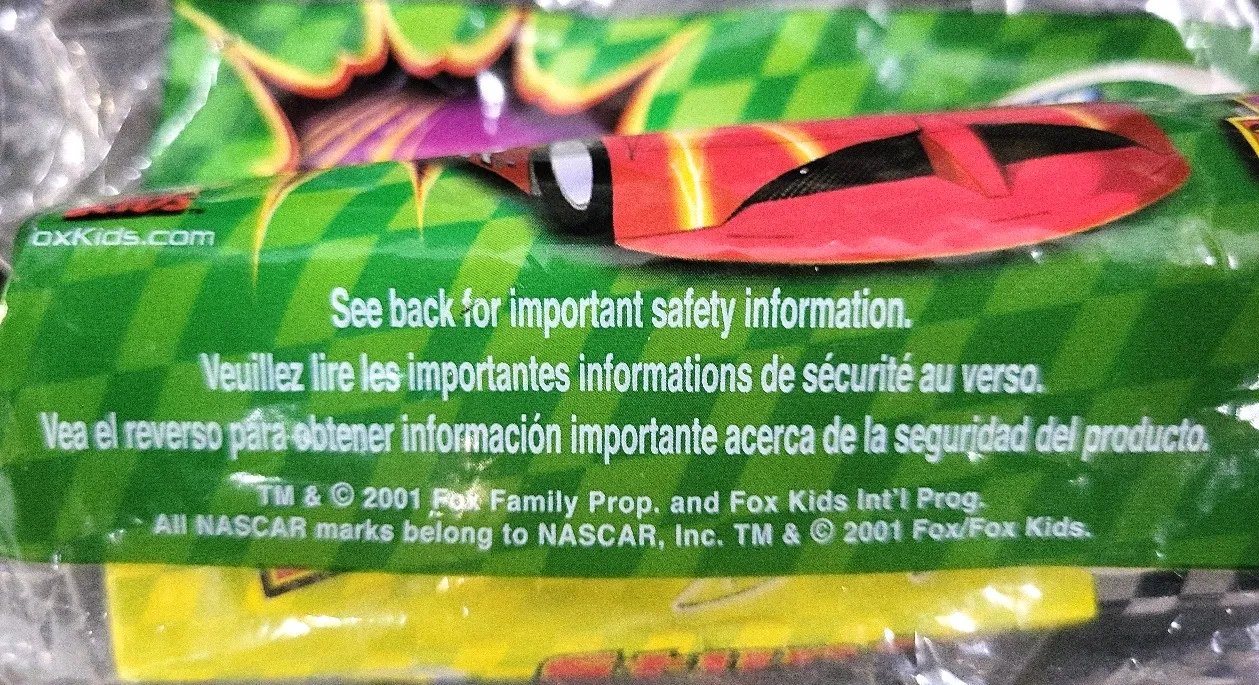 oxKids.com
See back for important safety information.
Veuillez lire les importantes informations de sécurité au verso.
Vea el reverso para obtener información importante acerca de la seguridad del producto.
TM & © 2001 Fox Family Prop. and Fox Kids Int'l Prog.
All NASCAR marks belong to NASCAR, Inc. TM & © 2001 Fox/Fox Kids.